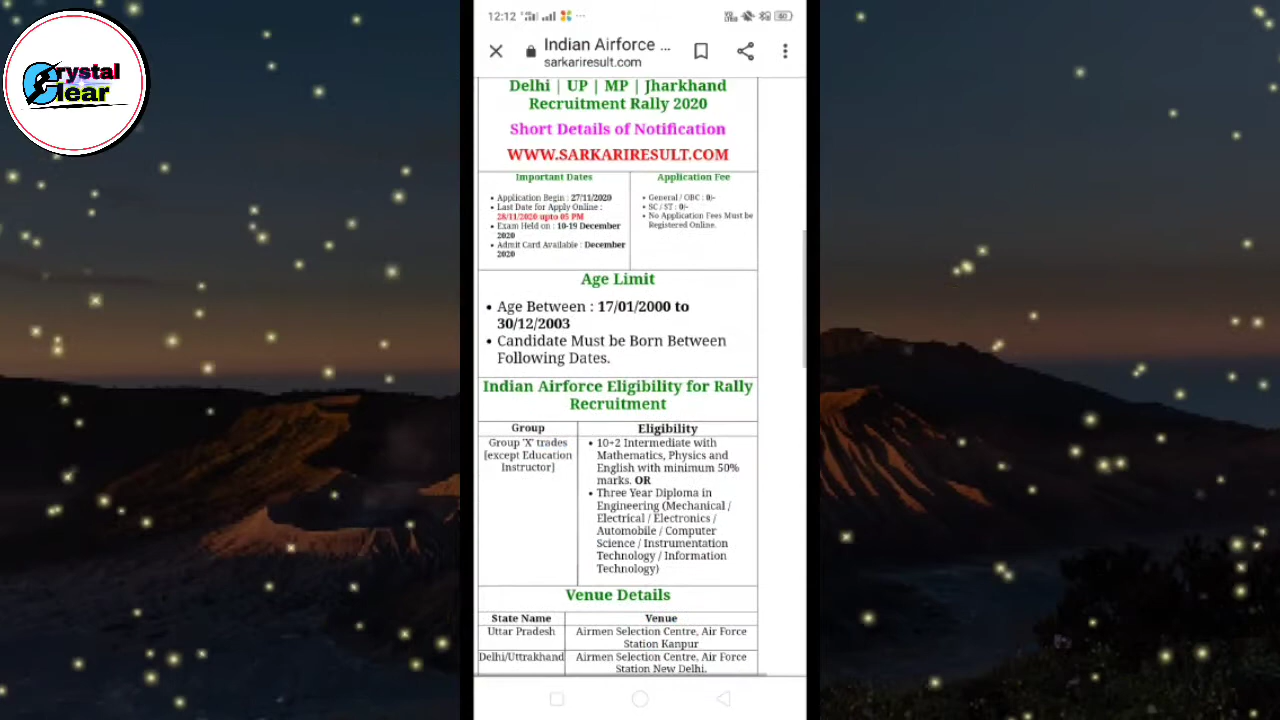 Crystal
Clear
12:12
60
Indian Airforce ...
sarkariresult.com
Delhi | UP | MP | Jharkhand
Recruitment Rally 2020
Short Details of Notification
WWW.SARKARIRESULT.COM
Important Dates
• Application Begin : 27/11/2020
• Last Date for Apply Online :
28/11/2020 upto 05 PM
• Exam Held on : 10-19 December
2020
• Admit Card Available : December
2020
Application Fee
• General / OBC : 0/-
• SC / ST : 0/-
• No Application Fees Must be
Registered Online.
Age Limit
• Age Between : 17/01/2000 to
30/12/2003
• Candidate Must be Born Between
Following Dates.
Indian Airforce Eligibility for Rally
Recruitment
Group
Eligibility
Group 'X' trades
[except Education
Instructor]
• 10+2 Intermediate with
Mathematics, Physics and
English with minimum 50%
marks. OR
• Three Year Diploma in
Engineering (Mechanical /
Electrical / Electronics /
Automobile / Computer
Science / Instrumentation
Technology / Information
Technology)
Venue Details
State Name
Venue
Uttar Pradesh
Airmen Selection Centre, Air Force
Station Kanpur
Delhi/Uttrakhand
Airmen Selection Centre, Air Force
Station New Delhi.